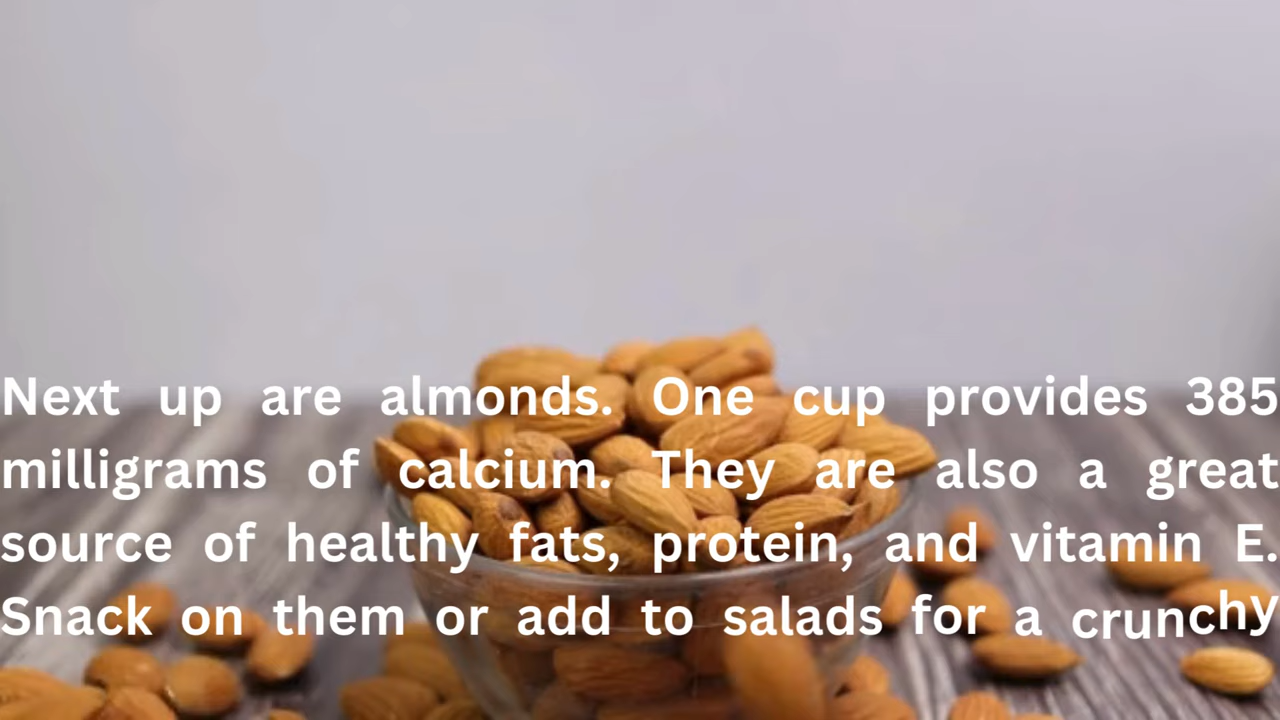 Next up are almonds. One cup provides 385
milligrams of calcium. They are also a great
source of healthy fats, protein, and vitamin E.
Snack on them or add to salads for a crunchy